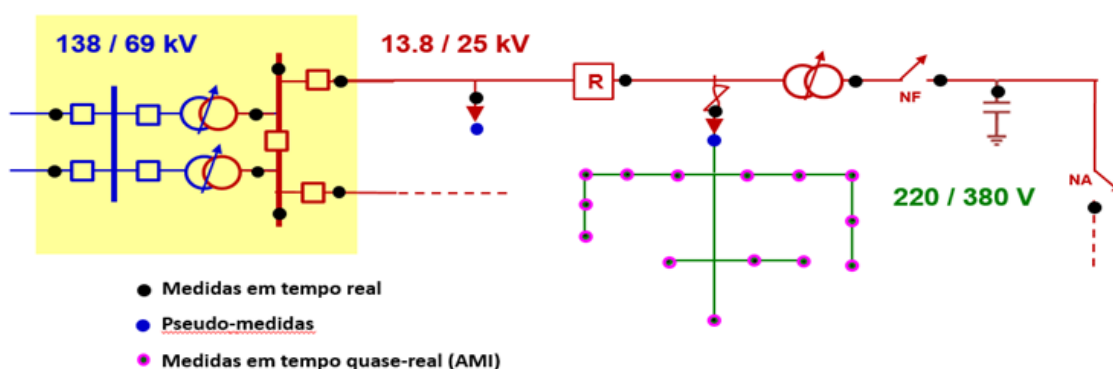 138 / 69 kV
13.8 / 25 kV
R
NF
NA
220 / 380 V
Medidas em tempo real
Pseudo-medidas
Medidas em tempo quase-real (AMI)